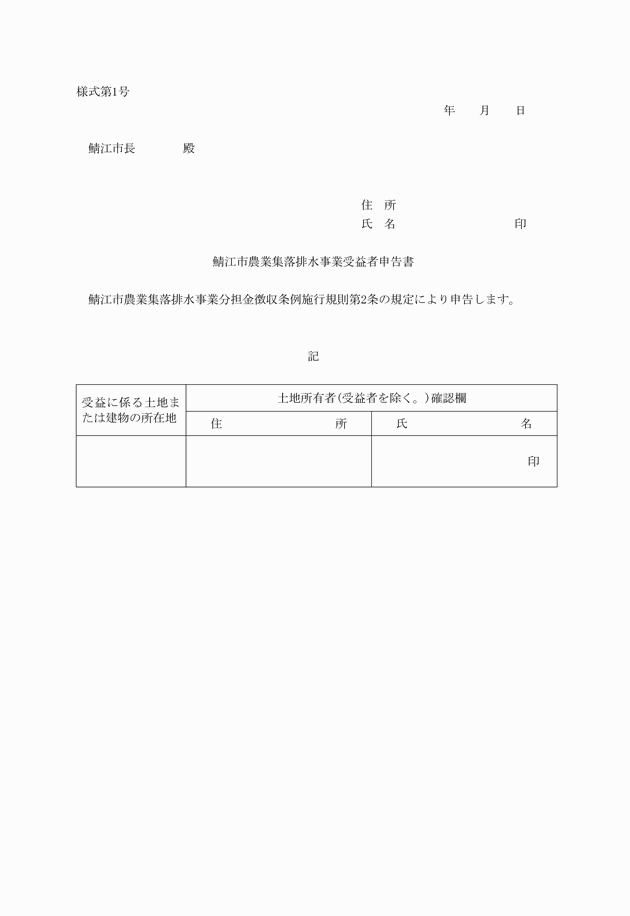 様式第1号
年　　月　　日
鯖江市長　　　　殿
住　所
氏　名　　　　　　　　　　印
鯖江市農業集落排水事業受益者申告書
鯖江市農業集落排水事業分担金徴収条例施行規則第2条の規定により申告します。
記
受益に係る土地ま
たは建物の所在地
土地所有者(受益者を除く。)確認欄
住　　　　　　　　　所
氏　　　　　　　　　名
印